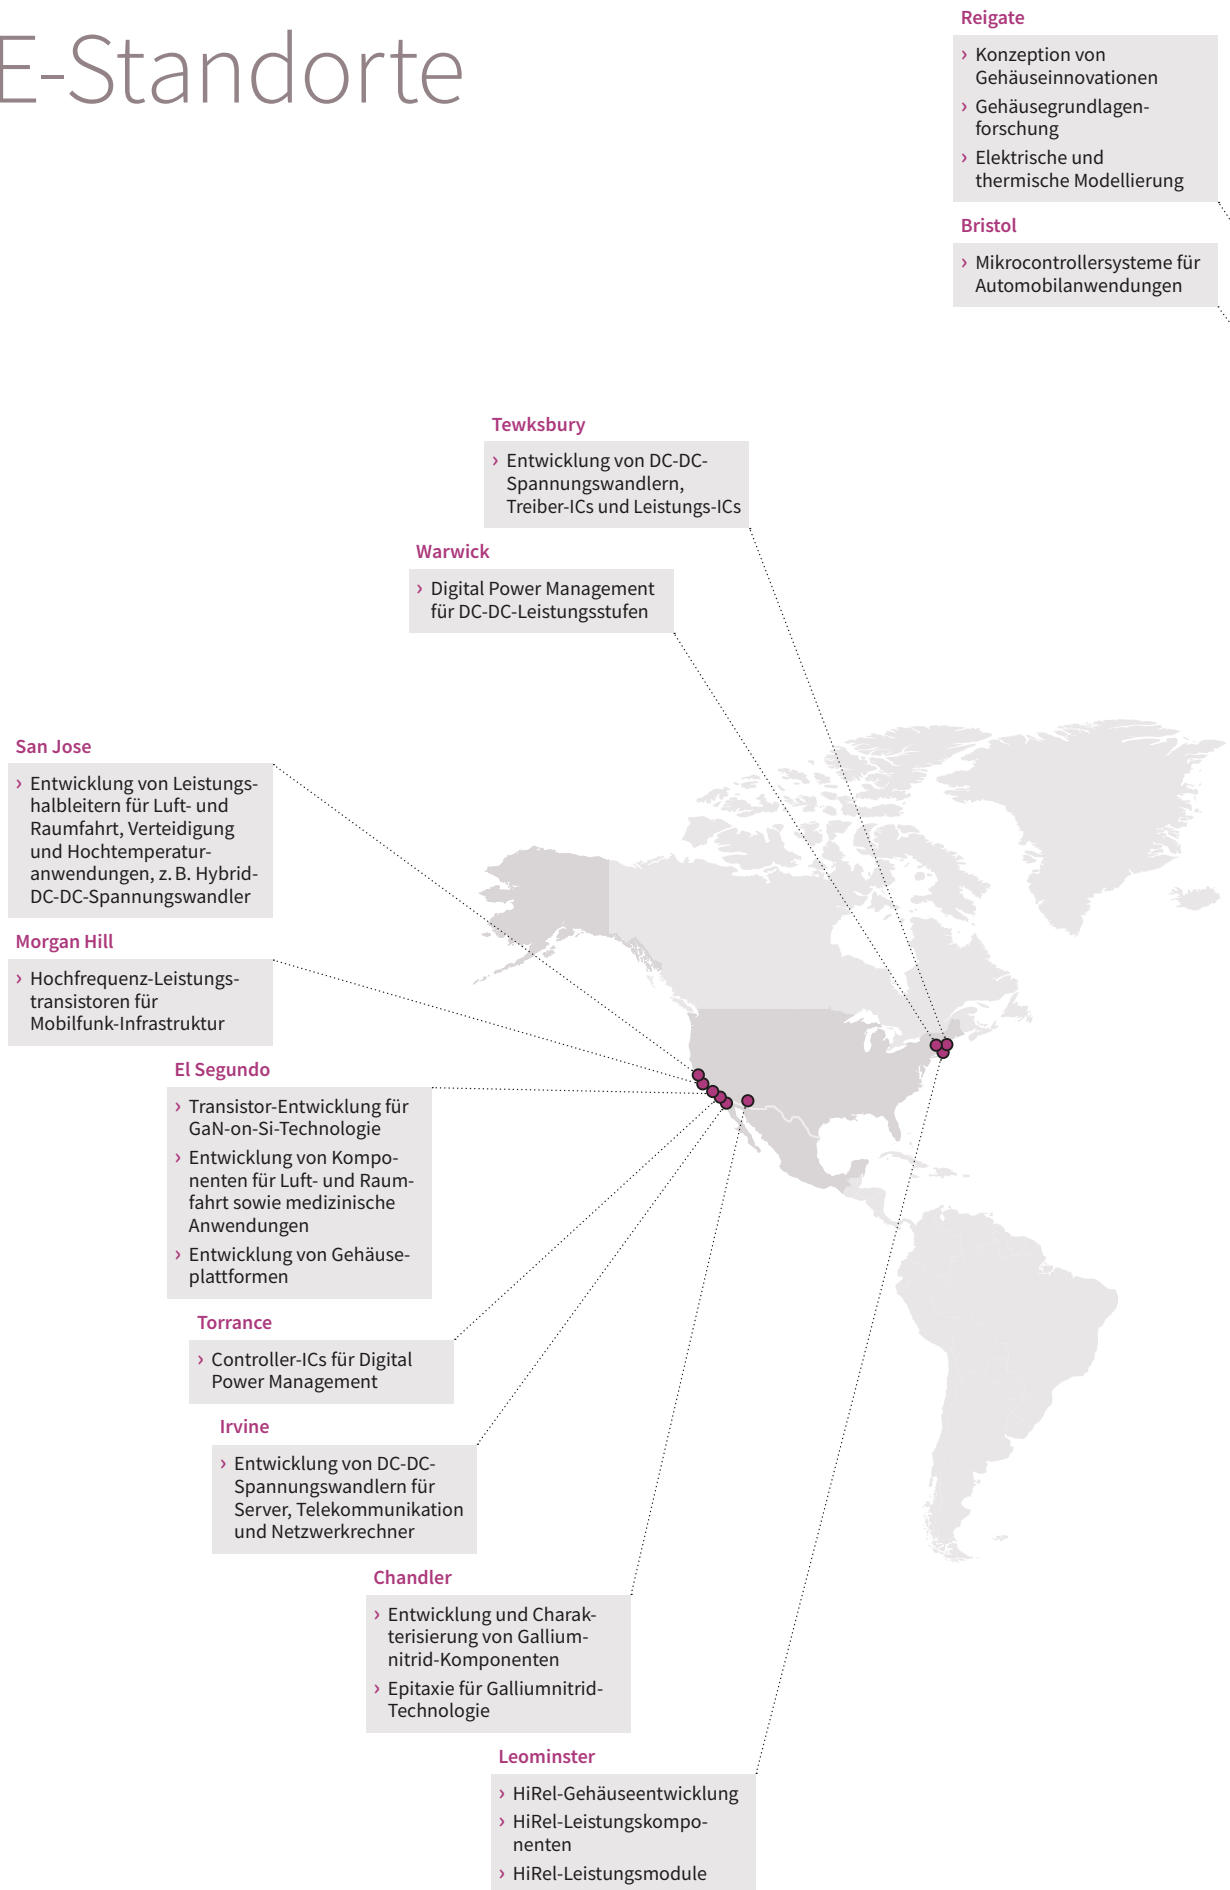 E-Standorte
Reigate
› Konzeption von
Gehäuseinnovationen
› Gehäusegrundlagen-
forschung
› Elektrische und
thermische Modellierung
Bristol
› Mikrocontrollersysteme für
Automobilanwendungen
Tewksbury
› Entwicklung von DC-DC-
Spannungswandlern,
Treiber-ICs und Leistungs-ICs
Warwick
› Digital Power Management
für DC-DC-Leistungsstufen
San Jose
› Entwicklung von Leistungs-
halbleitern für Luft- und
Raumfahrt, Verteidigung
und Hochtemperatur-
anwendungen, z. B. Hybrid-
DC-DC-Spannungswandler
Morgan Hill
› Hochfrequenz-Leistungs-
transistoren für
Mobilfunk-Infrastruktur
El Segundo
› Transistor-Entwicklung für
GaN-on-Si-Technologie
› Entwicklung von Kompo-
nenten für Luft- und Raum-
fahrt sowie medizinische
Anwendungen
› Entwicklung von Gehäuse-
plattformen
Torrance
› Controller-ICs für Digital
Power Management
Irvine
› Entwicklung von DC-DC-
Spannungswandlern für
Server, Telekommunikation
und Netzwerkrechner
Chandler
› Entwicklung und Charak-
terisierung von Gallium-
nitrid-Komponenten
› Epitaxie für Galliumnitrid-
Technologie
Leominster
› HiRel-Gehäuseentwicklung
› HiRel-Leistungskompo-
nenten
› HiRel-Leistungsmodule